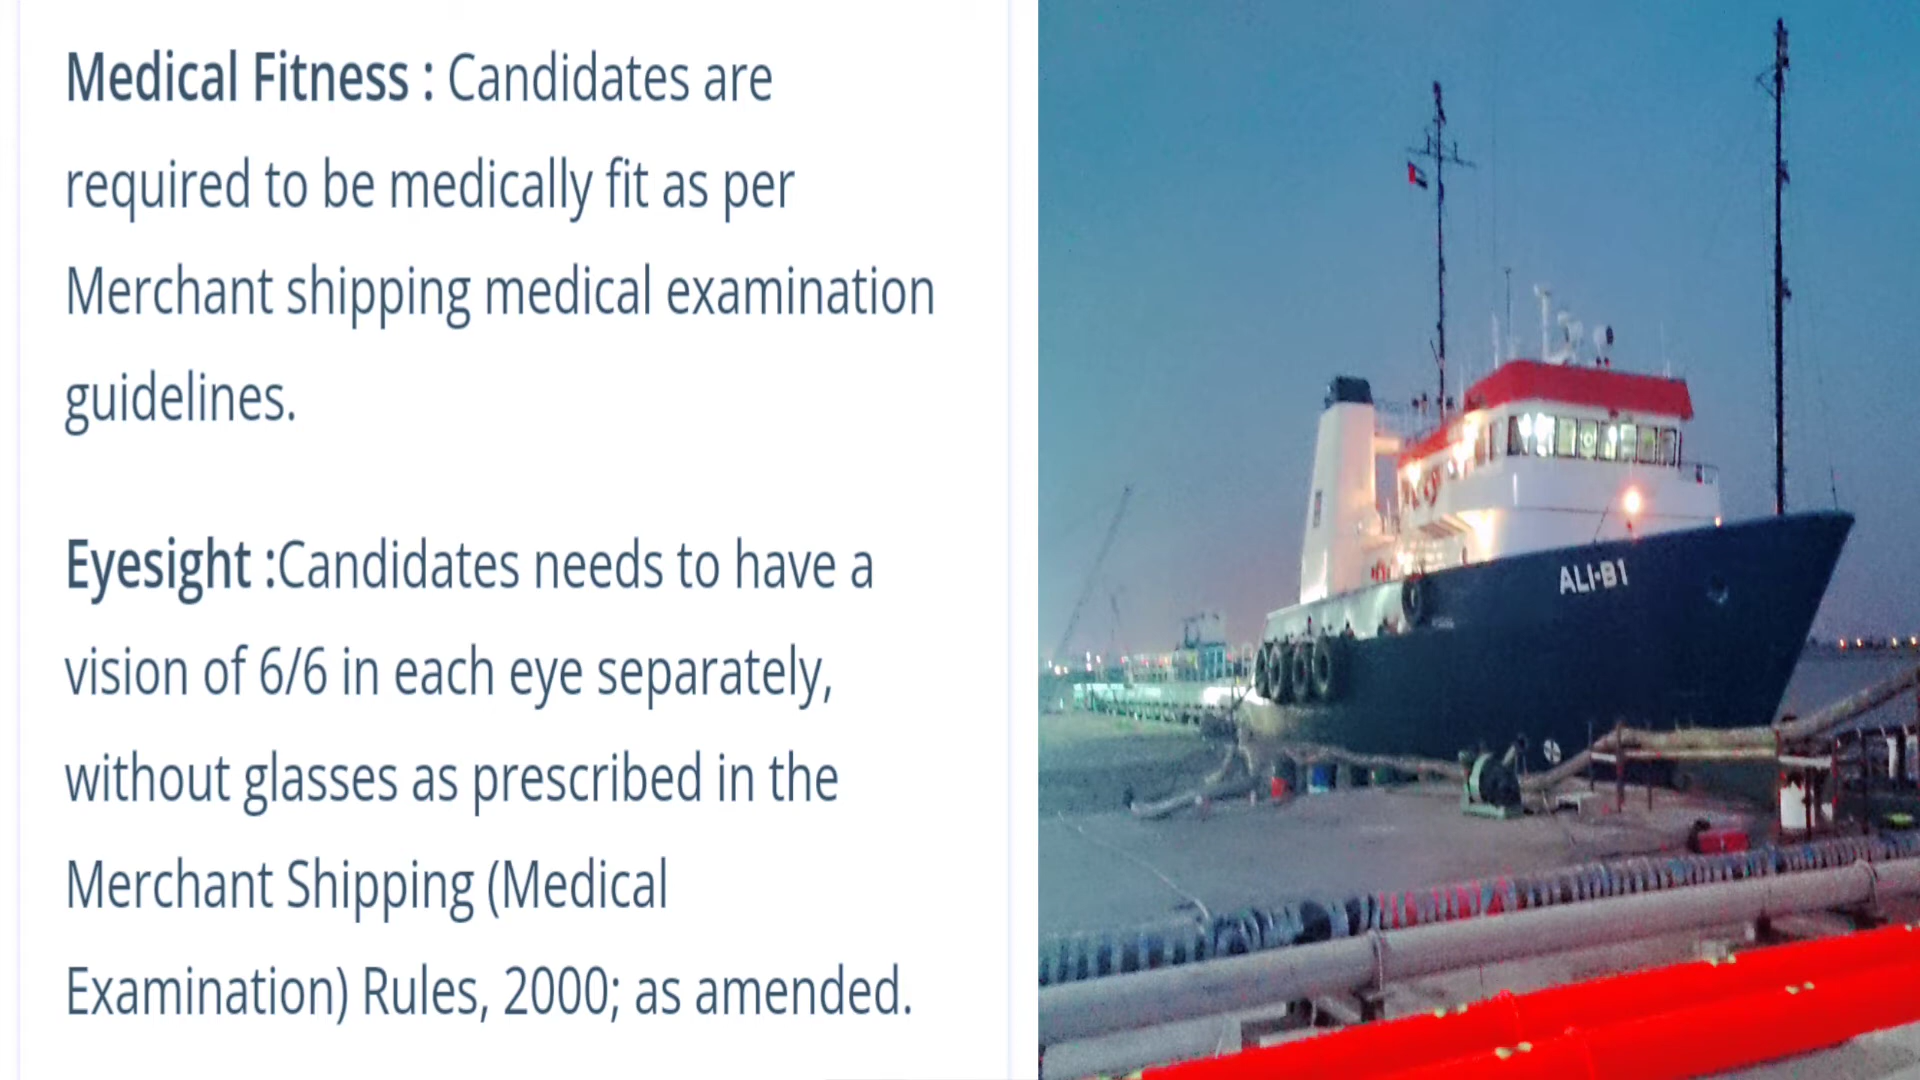 Medical Fitness : Candidates are
required to be medically fit as per
Merchant shipping medical examination
guidelines.
Eyesight :Candidates needs to have a
vision of 6/6 in each eye separately,
without glasses as prescribed in the
Merchant Shipping (Medical
Examination) Rules, 2000; as amended.
ALI-B1